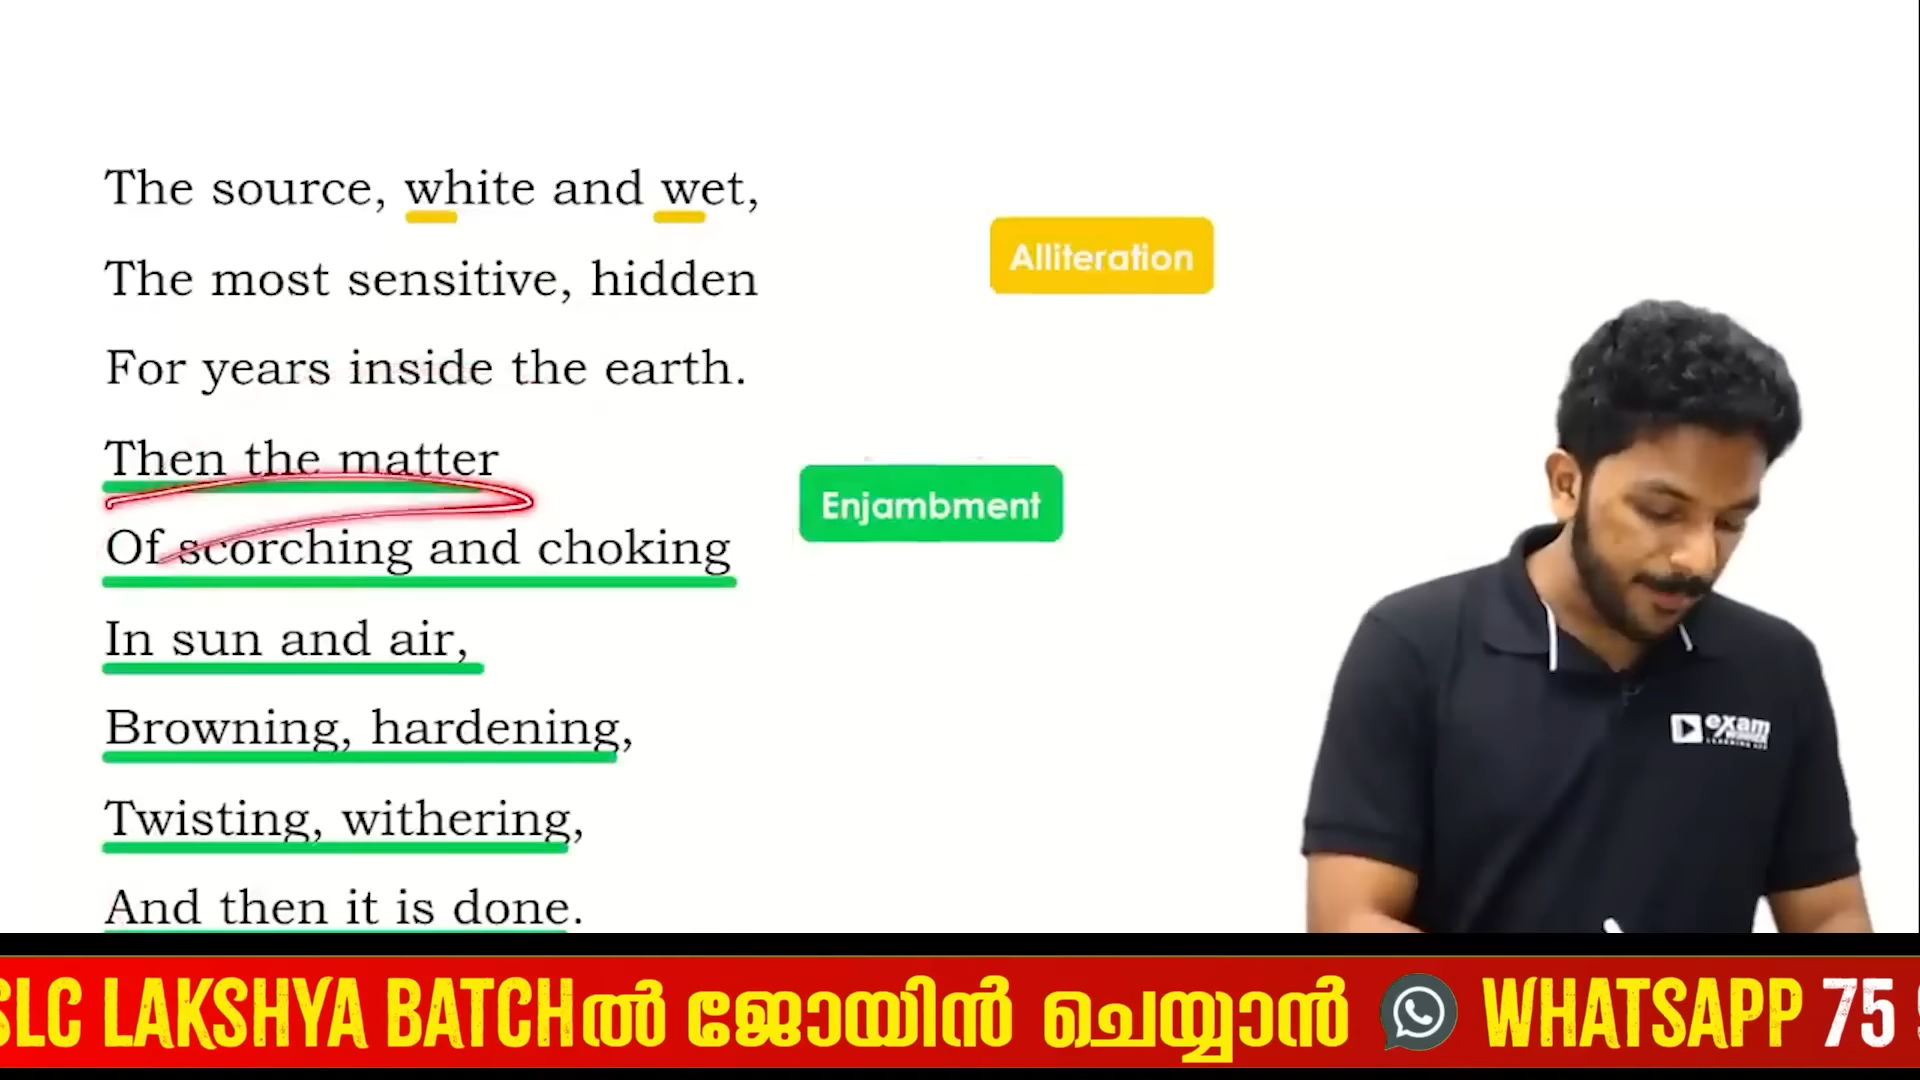 The source, white and wet,
Alliteration
The most sensitive, hidden
For years inside the earth.
Then the matter
Enjambment
Of scorching and choking
In sun and air,
Browning, hardening,
exam
Twisting, withering,
And then it is done.
SLC LAKSHYA BATCHൽ ജോയിൻ ചെയ്യാൻ WHATSAPP 75